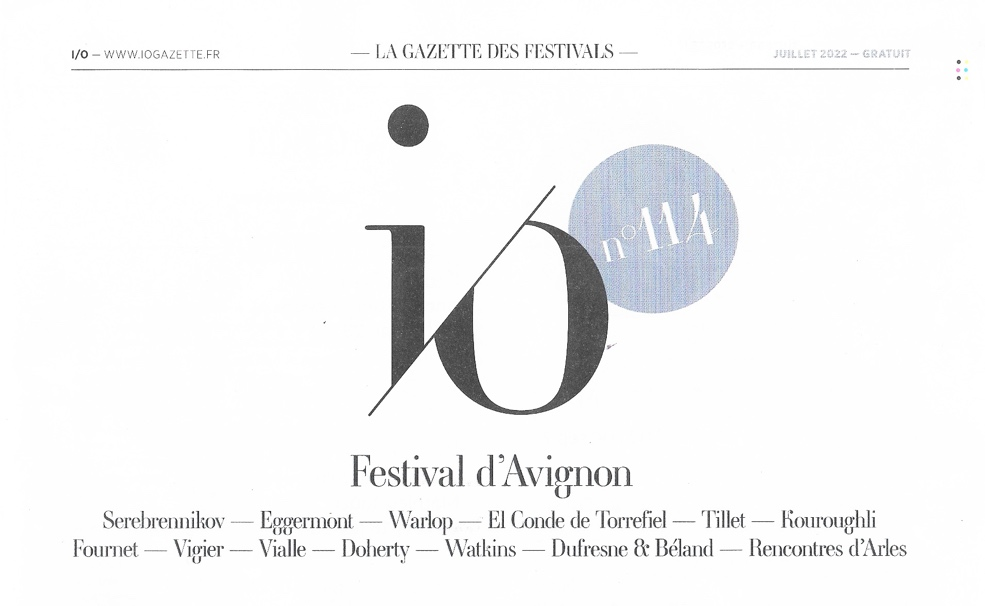 I/O — WWW.IOGAZETTE.FR
— LA GAZETTE DES FESTIVALS —
JUILLET 2022 — GRATUIT
i/o
n°114
Festival d'Avignon
Serebrennikov — Eggermont — Warlop — El Conde de Torrefiel — Tillet — Kouroughli
Fournet — Vigier — Vialle — Doherty — Watkins — Dufresne & Béland — Rencontres d'Arles